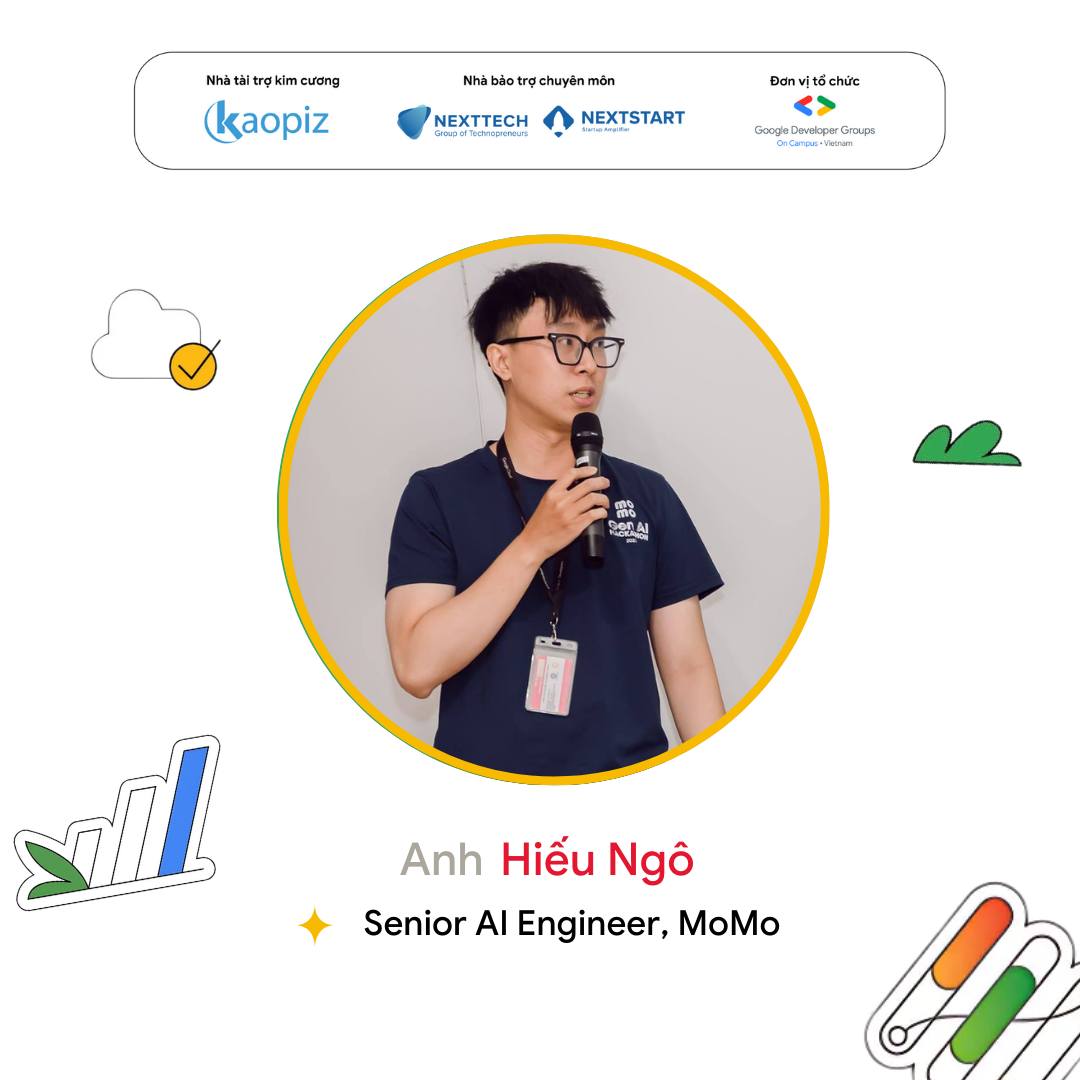 Nhà tài trợ kim cương
Nhà bảo trợ chuyên môn
Đơn vị tổ chức
kaopiz
NEXTTECH
Group of Technopreneurs
NEXTSTART
Startup Amplifier
Google Developer Groups
On Campus • Vietnam
mo
mo
Gen AI
HACKATHON
Anh Hiếu Ngô
Senior AI Engineer, MoMo